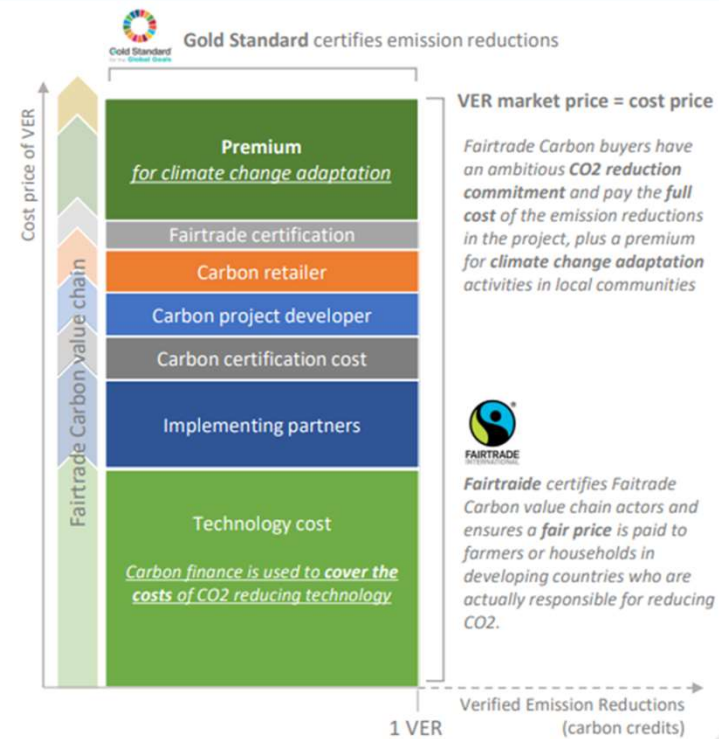 Gold Standard
for the Global Goals
Gold Standard certifies emission reductions
Cost price of VER
Fairtrade Carbon value chain
Premium
for climate change adaptation
Fairtrade certification
Carbon retailer
Carbon project developer
Carbon certification cost
Implementing partners
Technology cost
Carbon finance is used to cover the
costs of CO2 reducing technology
VER market price = cost price
Fairtrade Carbon buyers have
an ambitious CO2 reduction
commitment and pay the full
cost of the emission reductions
in the project, plus a premium
for climate change adaptation
activities in local communities
FAIRTRADE
INTERNATIONAL
Fairtraide certifies Faitrade
Carbon value chain actors and
ensures a fair price is paid to
farmers or households in
developing countries who are
actually responsible for reducing
CO2.
1 VER
Verified Emission Reductions
(carbon credits)